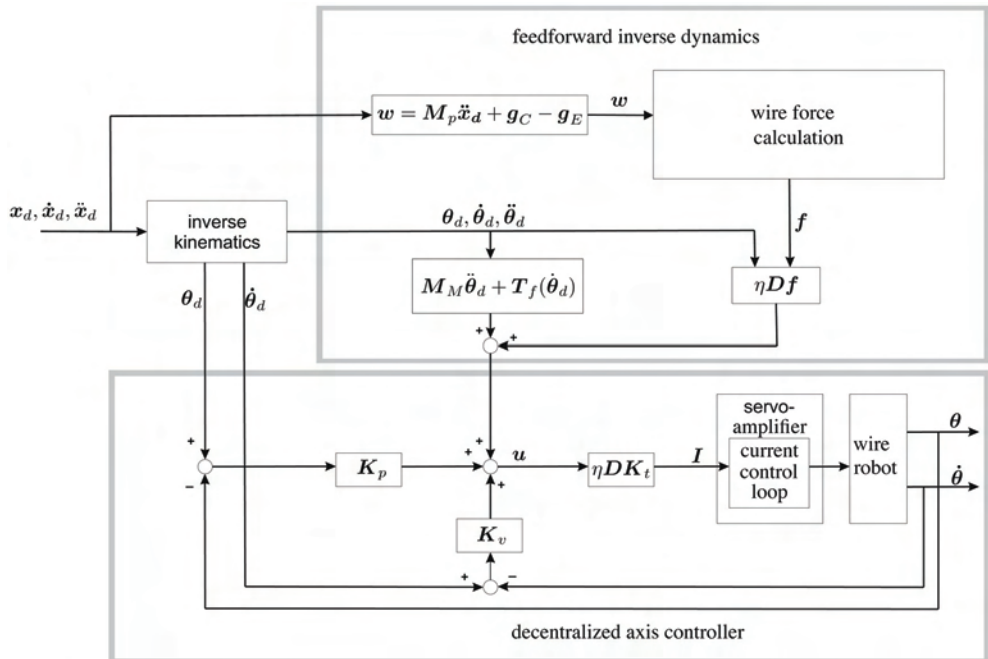 feedforward inverse dynamics
w = M_p ẍ_d + g_C − g_E
w
wire force
calculation
x_d, ẋ_d, ẍ_d
inverse
kinematics
θ_d, θ̇_d, θ̈_d
f
θ_d
θ̇_d
M_M θ̈_d + T_f(θ̇_d)
ηDf
+
+
servo-
amplifier
current
control
loop
wire
robot
θ
θ̇
+
−
K_p
+
+
+
u
ηDK_t
I
K_v
+
−
decentralized axis controller